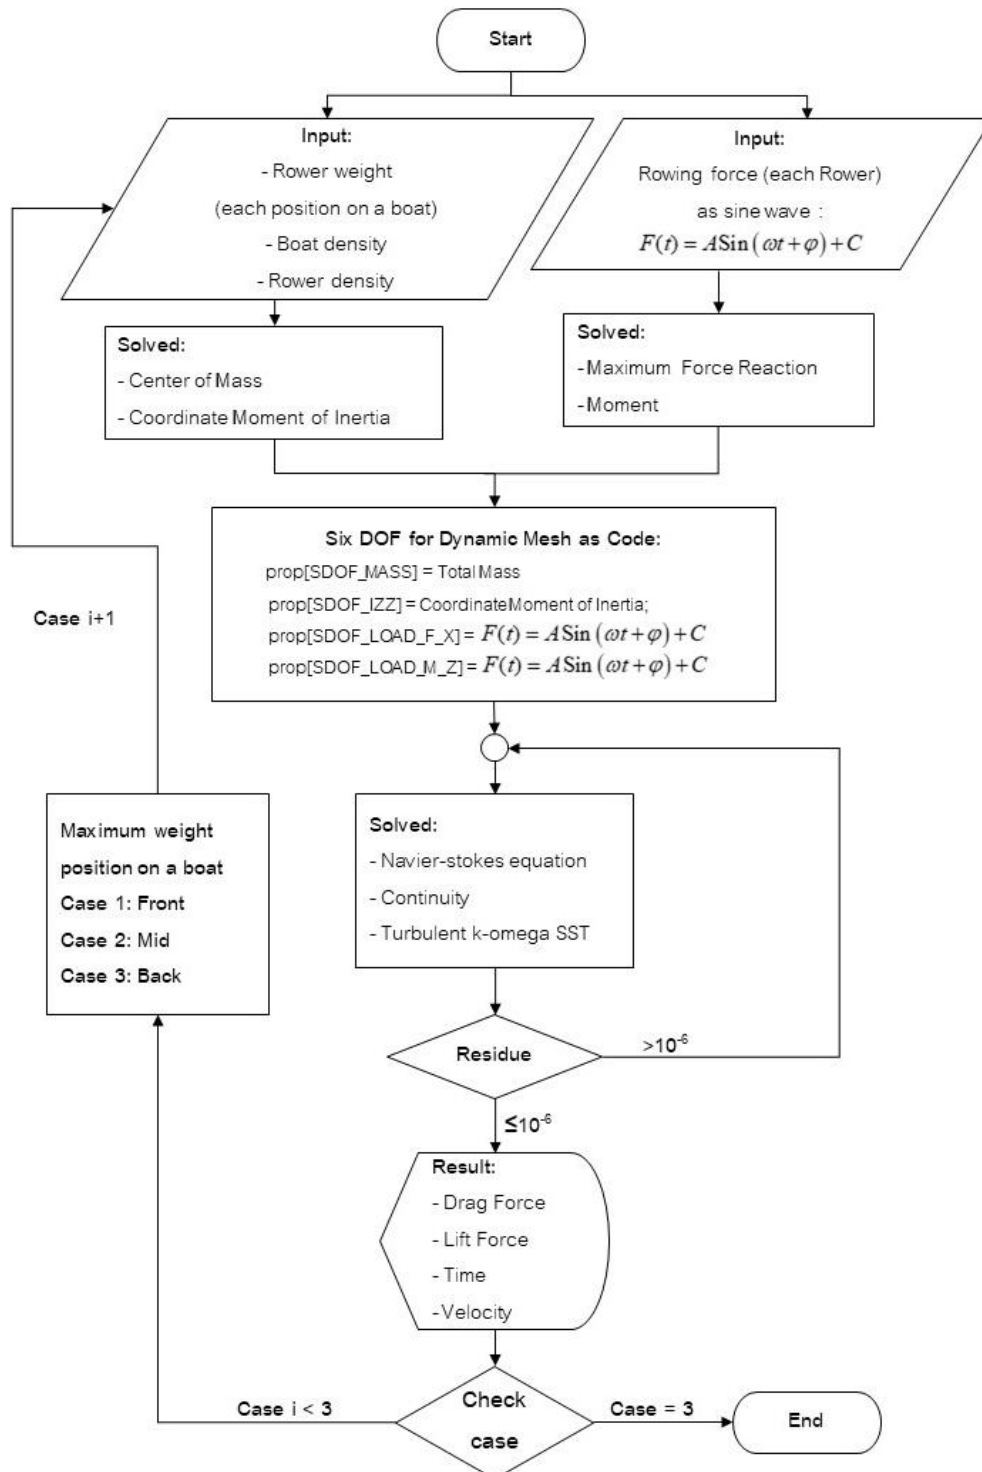 Start
Input:
- Rower weight
(each position on a boat)
- Boat density
- Rower density
Input:
Rowing force (each Rower)
as sine wave :
F(t) = ASin(ωt+φ)+C
Solved:
- Center of Mass
- Coordinate Moment of Inertia
Solved:
- Maximum Force Reaction
- Moment
Six DOF for Dynamic Mesh as Code:
prop[SDOF_MASS] = Total Mass
prop[SDOF_IZZ] = Coordinate Moment of Inertia;
prop[SDOF_LOAD_F_X] = F(t) = ASin(ωt+φ)+C
prop[SDOF_LOAD_M_Z] = F(t) = ASin(ωt+φ)+C
Case i+1
Maximum weight
position on a boat
Case 1: Front
Case 2: Mid
Case 3: Back
Solved:
- Navier-stokes equation
- Continuity
- Turbulent k-omega SST
Residue
>10⁻⁶
≤10⁻⁶
Result:
- Drag Force
- Lift Force
- Time
- Velocity
Case i < 3
Check
case
Case = 3
End